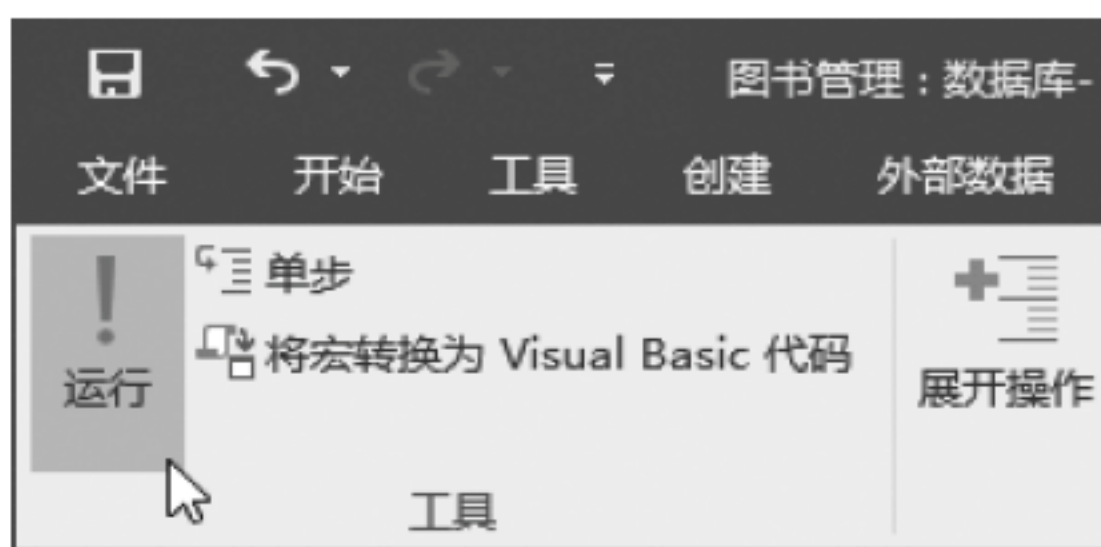 图书管理：数据库-
文件 开始 工具 创建 外部数据
单步
将宏转换为 Visual Basic 代码
运行
展开操作
工具